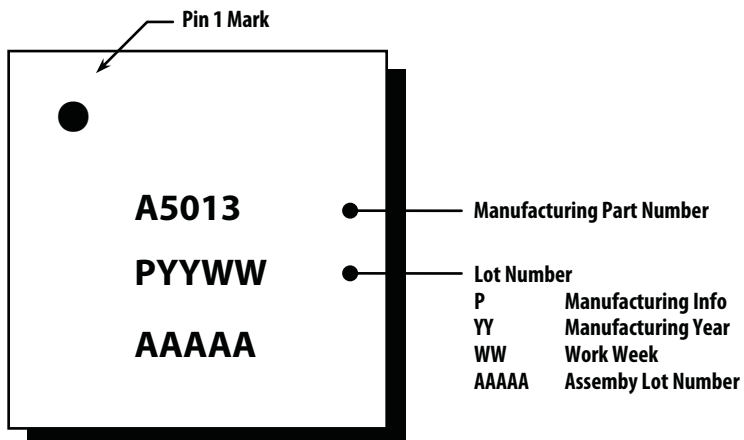 Pin 1 Mark
A5013
Manufacturing Part Number
PYYWW
Lot Number
P Manufacturing Info
YY Manufacturing Year
WW Work Week
AAAAA
AAAAA Assemby Lot Number